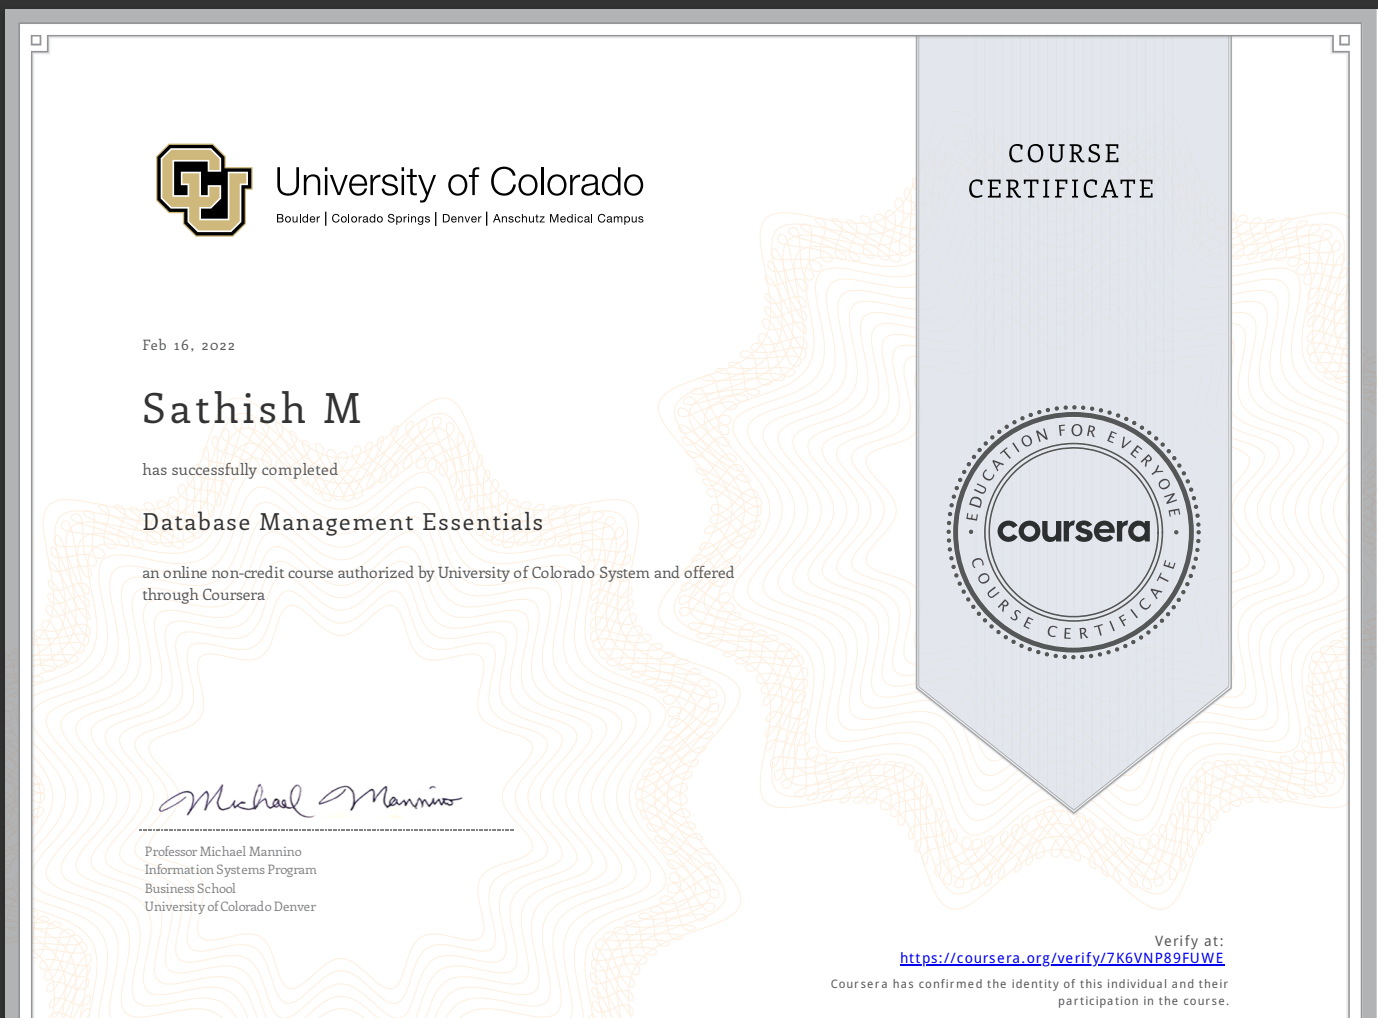 CU
University of Colorado
Boulder | Colorado Springs | Denver | Anschutz Medical Campus
COURSE
CERTIFICATE
Feb 16, 2022
Sathish M
has successfully completed
Database Management Essentials
an online non-credit course authorized by University of Colorado System and offered
through Coursera
EDUCATION FOR EVERYONE
coursera
COURSE CERTIFICATE
Michael Mannino
Professor Michael Mannino
Information Systems Program
Business School
University of Colorado Denver
Verify at:
https://coursera.org/verify/7K6VNP89FUWE
Coursera has confirmed the identity of this individual and their
participation in the course.